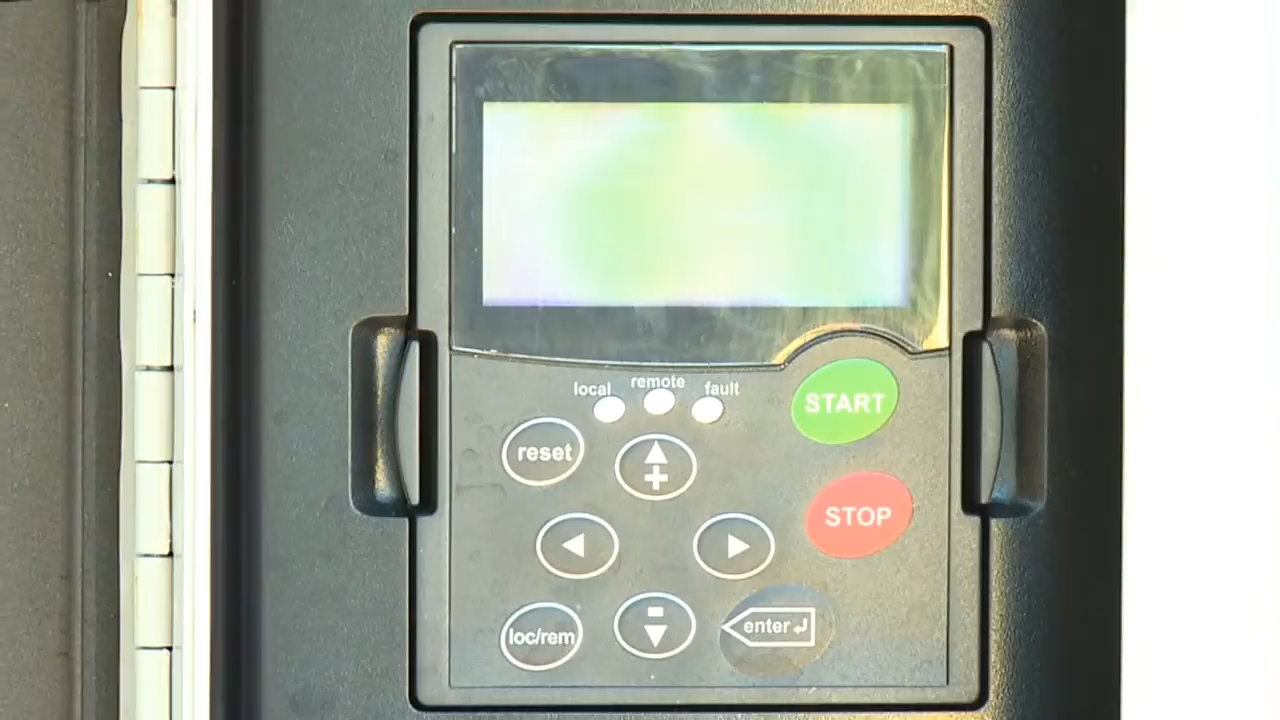 local remote fault
START
reset
+
STOP
loc/rem
-
enter